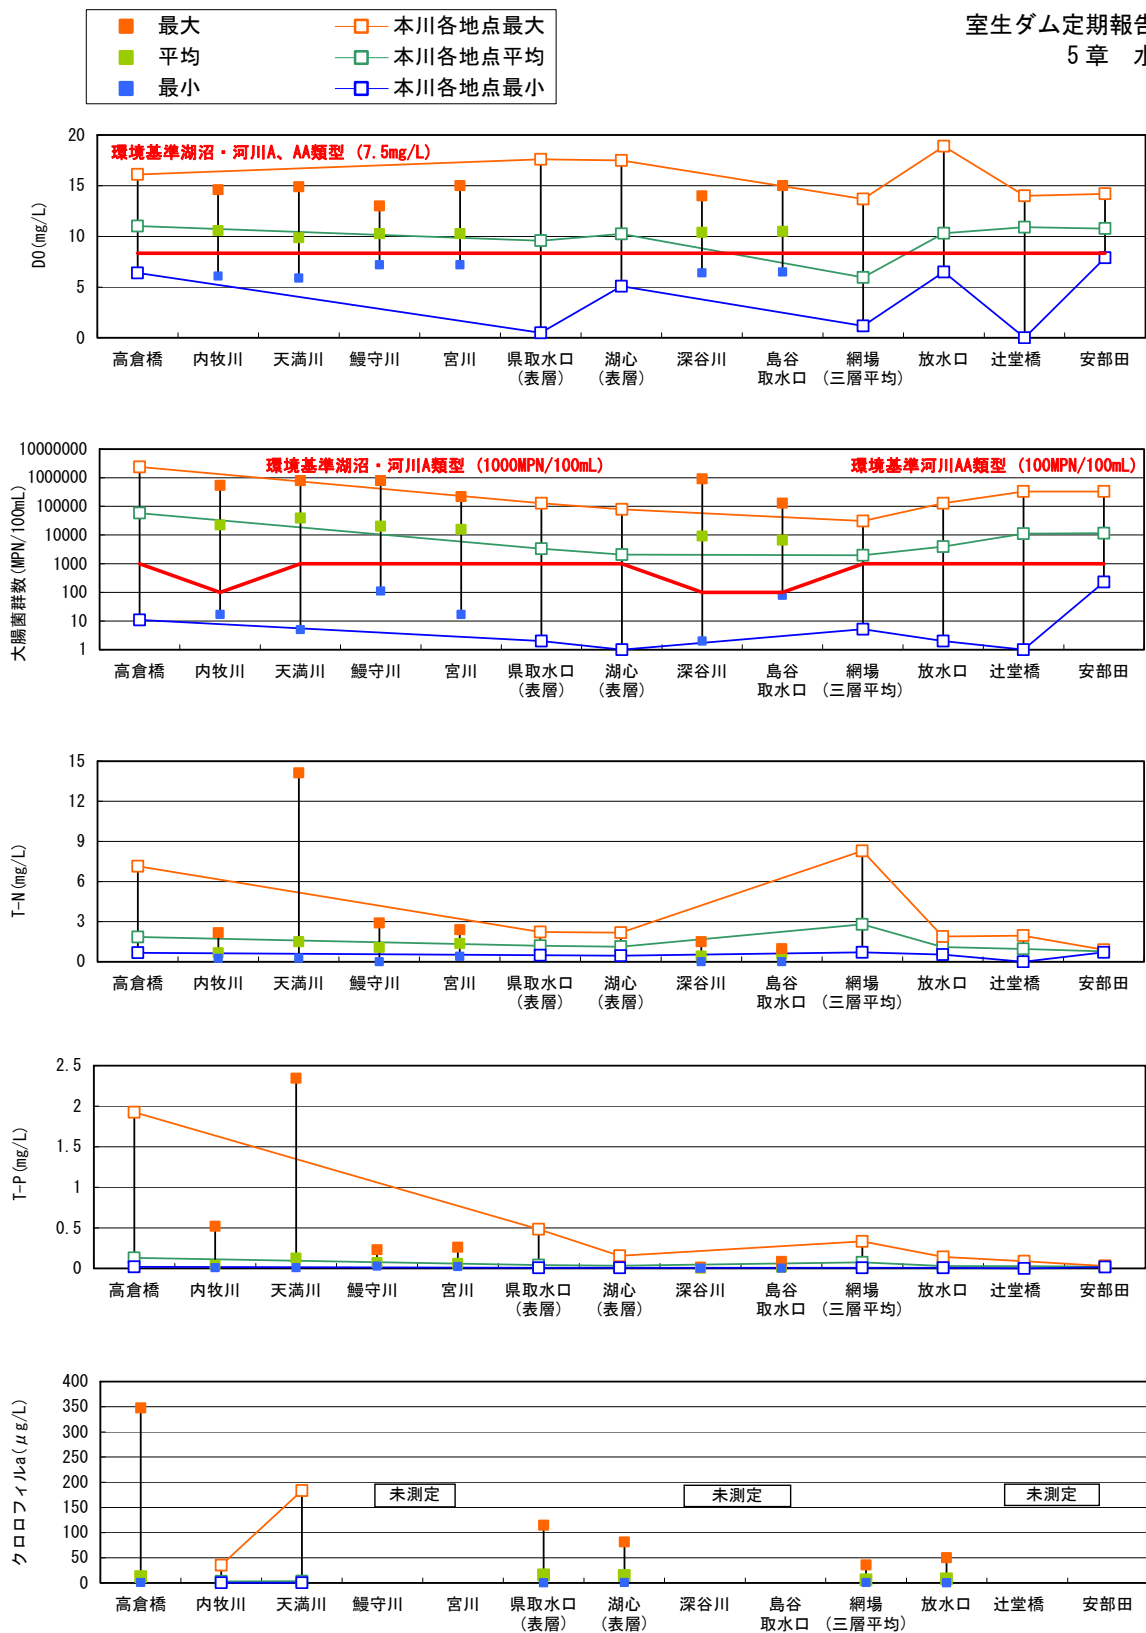 最大
本川各地点最大
平均
本川各地点平均
最小
本川各地点最小
室生ダム定期報告
5章 水
DO(mg/L)
20
15
10
5
0
環境基準湖沼・河川A、AA類型 (7.5mg/L)
高倉橋 内牧川 天満川 鰻守川 宮川 県取水口 湖心 深谷川 島谷 網場 放水口 辻堂橋 安部田
(表層) (表層) 取水口 (三層平均)
大腸菌群数(MPN/100mL)
10000000
1000000
100000
10000
1000
100
10
1
環境基準湖沼・河川A類型 (1000MPN/100mL)
環境基準河川AA類型 (100MPN/100mL)
高倉橋 内牧川 天満川 鰻守川 宮川 県取水口 湖心 深谷川 島谷 網場 放水口 辻堂橋 安部田
(表層) (表層) 取水口 (三層平均)
T-N(mg/L)
15
12
9
6
3
0
高倉橋 内牧川 天満川 鰻守川 宮川 県取水口 湖心 深谷川 島谷 網場 放水口 辻堂橋 安部田
(表層) (表層) 取水口 (三層平均)
T-P(mg/L)
2.5
2
1.5
1
0.5
0
高倉橋 内牧川 天満川 鰻守川 宮川 県取水口 湖心 深谷川 島谷 網場 放水口 辻堂橋 安部田
(表層) (表層) 取水口 (三層平均)
クロロフィルa(μg/L)
400
350
300
250
200
150
100
50
0
未測定
未測定
未測定
高倉橋 内牧川 天満川 鰻守川 宮川 県取水口 湖心 深谷川 島谷 網場 放水口 辻堂橋 安部田
(表層) (表層) 取水口 (三層平均)